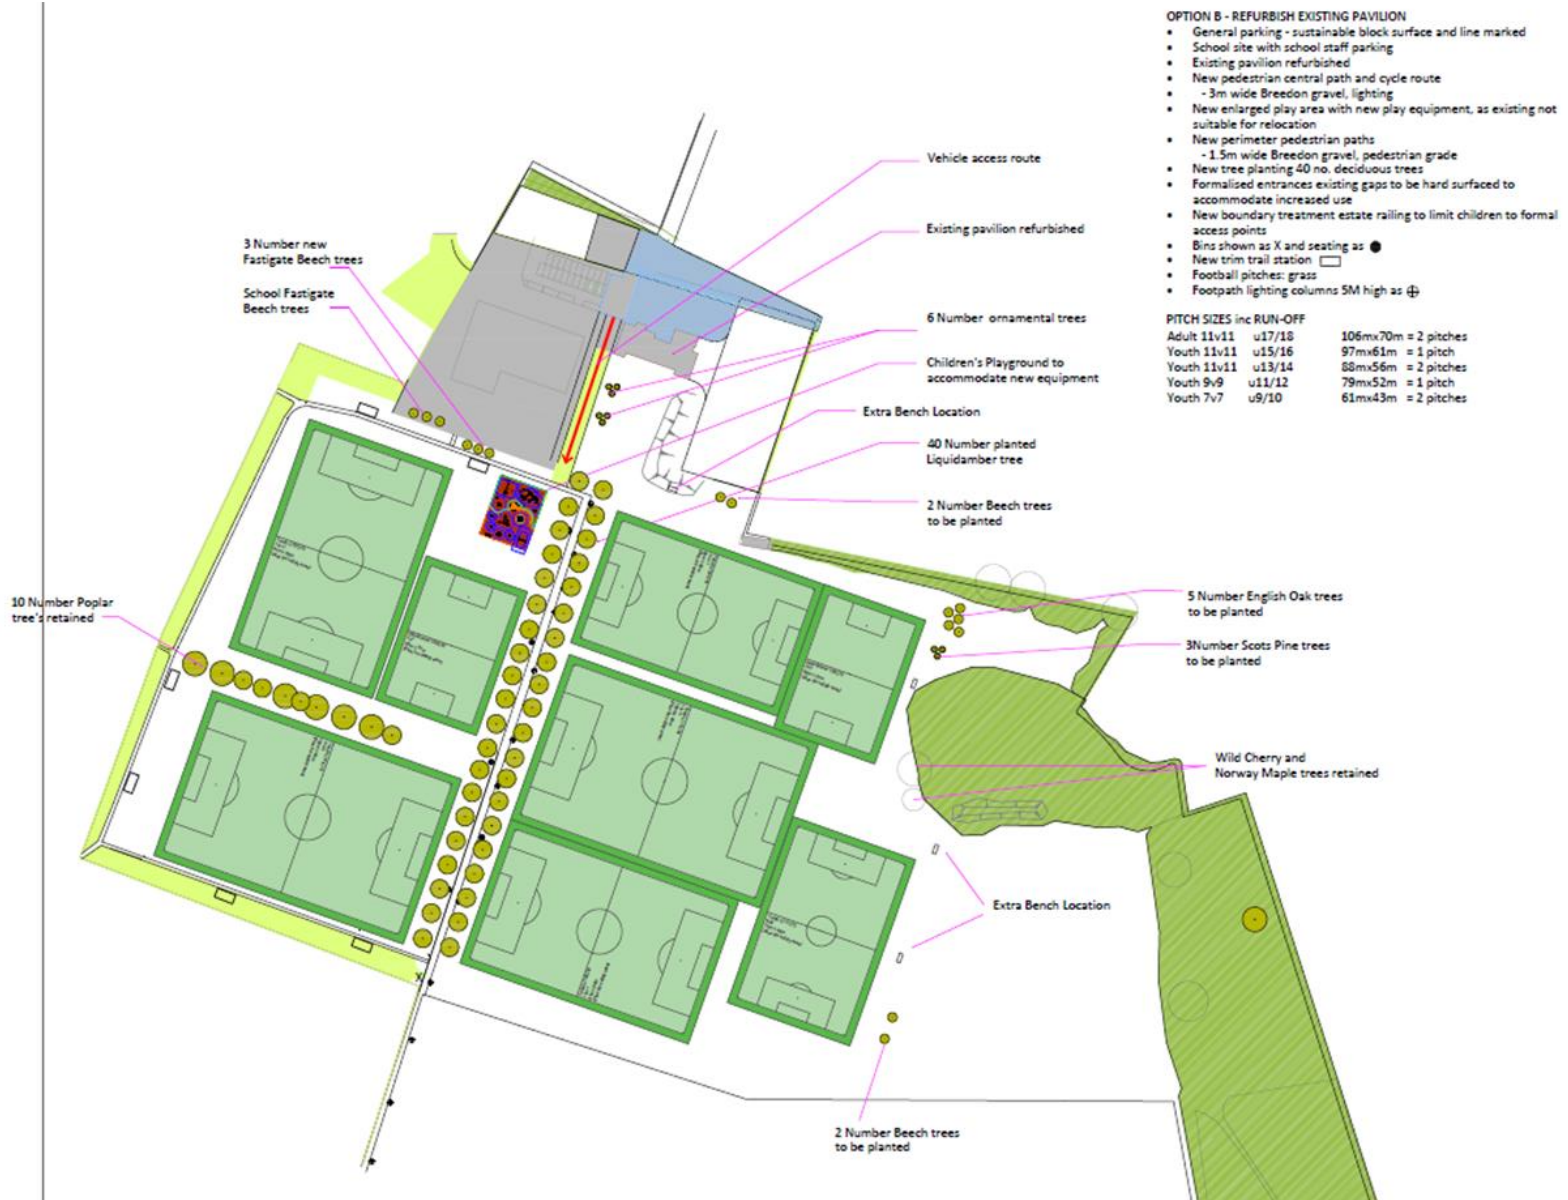 OPTION B - REFURBISH EXISTING PAVILION
• General parking - sustainable block surface and line marked
• School site with school staff parking
• Existing pavilion refurbished
• New pedestrian central path and cycle route
• - 3m wide Breedon gravel, lighting
• New enlarged play area with new play equipment, as existing not
suitable for relocation
• New perimeter pedestrian paths
- 1.5m wide Breedon gravel, pedestrian grade
• New tree planting 40 no. deciduous trees
• Formalised entrances existing gaps to be hard surfaced to
accommodate increased use
• New boundary treatment estate railing to limit children to formal
access points
• Bins shown as X and seating as
• New trim trail station
• Football pitches: grass
• Footpath lighting columns 5M high as
PITCH SIZES inc RUN-OFF
Adult 11v11 u17/18 106mx70m = 2 pitches
Youth 11v11 u15/16 97mx61m = 1 pitch
Youth 11v11 u13/14 88mx56m = 2 pitches
Youth 9v9 u11/12 79mx52m = 1 pitch
Youth 7v7 u9/10 61mx43m = 2 pitches
Vehicle access route
Existing pavilion refurbished
3 Number new
Fastigate Beech trees
School Fastigate
Beech trees
6 Number ornamental trees
Children's Playground to
accommodate new equipment
Extra Bench Location
40 Number planted
Liquidamber tree
2 Number Beech trees
to be planted
10 Number Poplar
tree's retained
5 Number English Oak trees
to be planted
3Number Scots Pine trees
to be planted
Wild Cherry and
Norway Maple trees retained
Extra Bench Location
X
2 Number Beech trees
to be planted